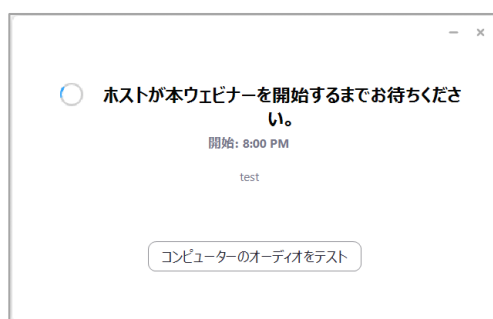 ホストが本ウェビナーを開始するまでお待ちくださ
い。
開始: 8:00 PM
test
コンピューターのオーディオをテスト